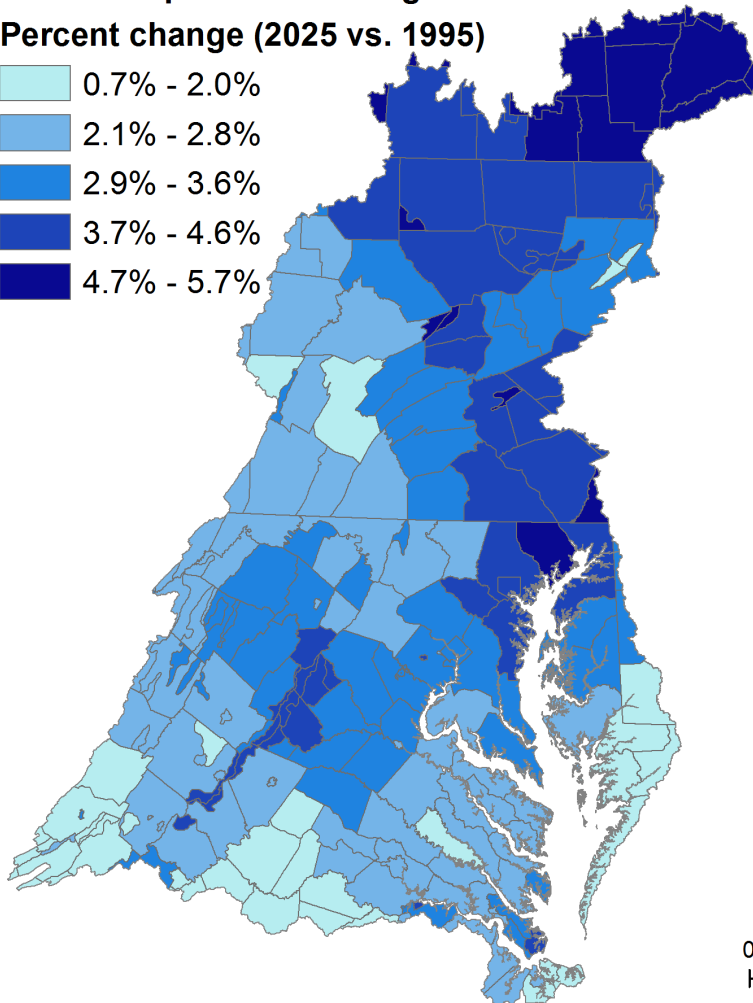 Percent change (2025 vs. 1995)
0.7% - 2.0%
2.1% - 2.8%
2.9% - 3.6%
3.7% - 4.6%
4.7% - 5.7%
0